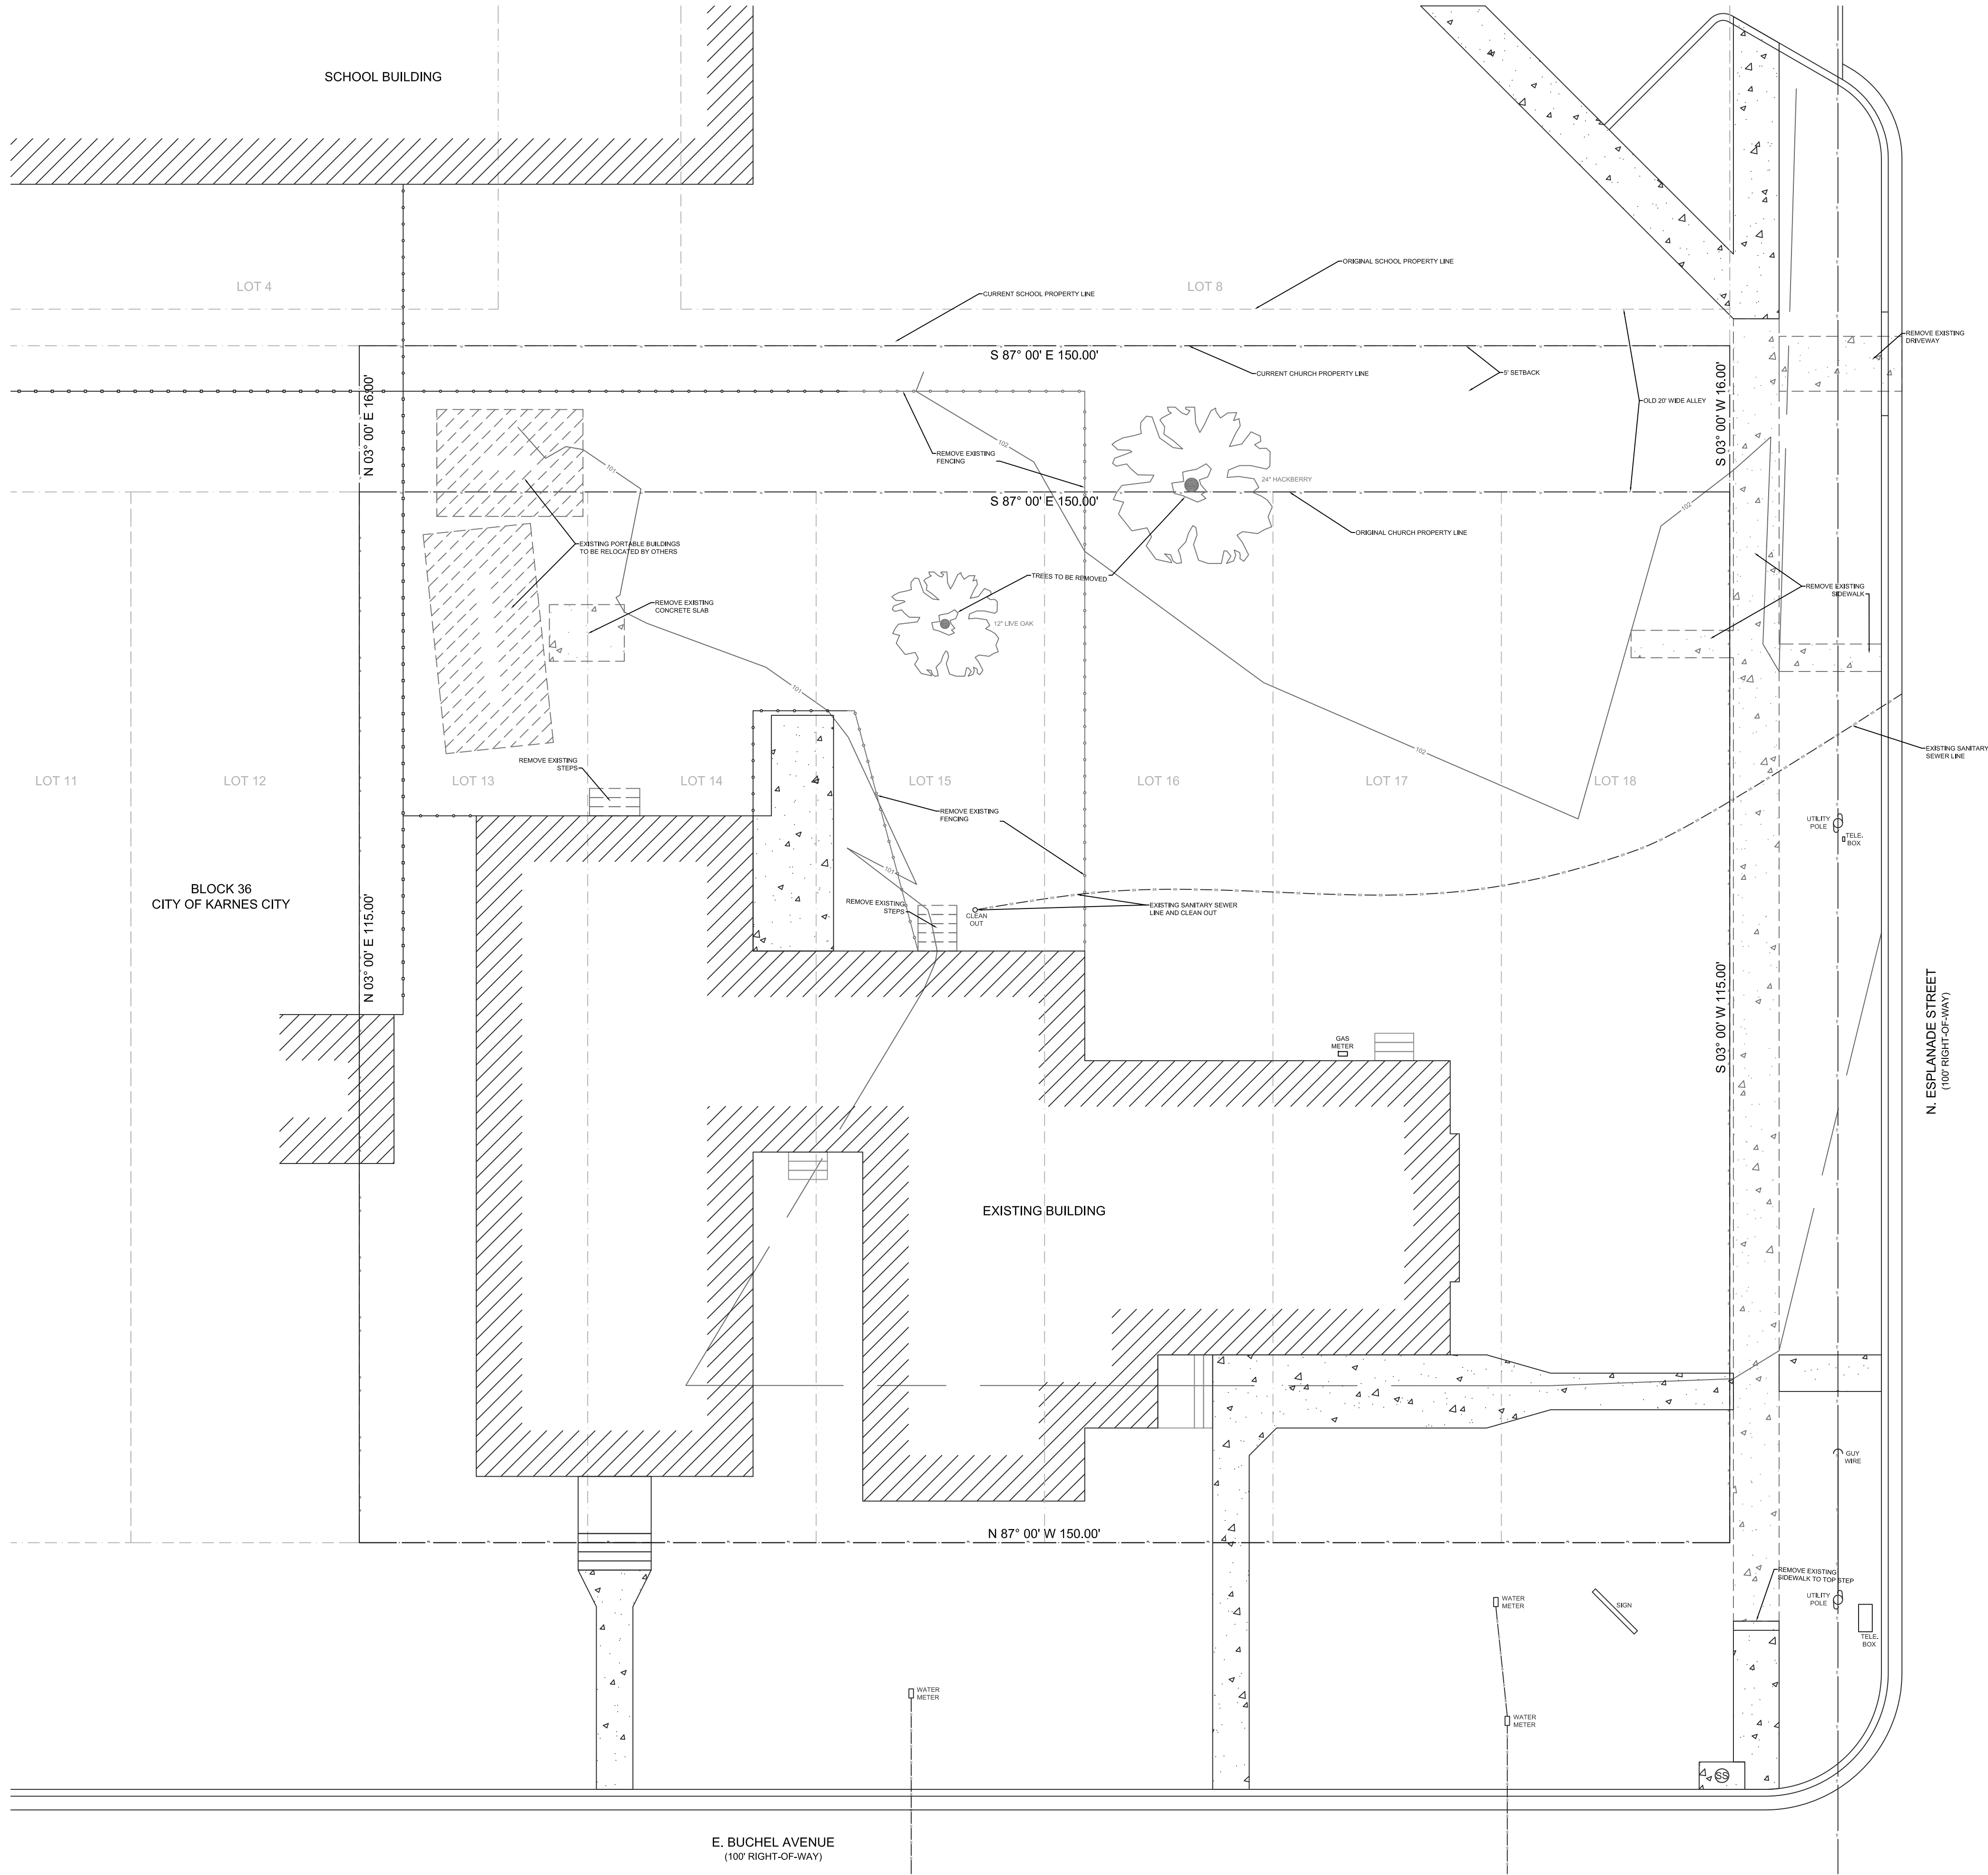 SCHOOL BUILDING
LOT 4
LOT 8
ORIGINAL SCHOOL PROPERTY LINE
CURRENT SCHOOL PROPERTY LINE
REMOVE EXISTING
DRIVEWAY
S 87° 00' E 150.00'
CURRENT CHURCH PROPERTY LINE
5' SETBACK
N 03° 00' E 16.00'
S 03° 00' W 16.00'
OLD 20' WIDE ALLEY
102
REMOVE EXISTING
FENCING
101
24" HACKBERRY
S 87° 00' E 150.00'
102
ORIGINAL CHURCH PROPERTY LINE
EXISTING PORTABLE BUILDINGS
TO BE RELOCATED BY OTHERS
TREES TO BE REMOVED
REMOVE EXISTING
SIDEWALK
REMOVE EXISTING
CONCRETE SLAB
12" LIVE OAK
101
102
EXISTING SANITARY
SEWER LINE
REMOVE EXISTING
STEPS
LOT 11
LOT 12
LOT 13
LOT 14
LOT 15
LOT 16
LOT 17
LOT 18
REMOVE EXISTING
FENCING
UTILITY
POLE
TELE.
BOX
101
BLOCK 36
CITY OF KARNES CITY
REMOVE EXISTING
STEPS
CLEAN
OUT
EXISTING SANITARY SEWER
LINE AND CLEAN OUT
N 03° 00' E 115.00'
S 03° 00' W 115.00'
N. ESPLANADE STREET
(100' RIGHT-OF-WAY)
GAS
METER
EXISTING BUILDING
GUY
WIRE
N 87° 00' W 150.00'
REMOVE EXISTING
SIDEWALK TO TOP STEP
WATER
METER
SIGN
UTILITY
POLE
TELE.
BOX
WATER
METER
WATER
METER
SS
E. BUCHEL AVENUE
(100' RIGHT-OF-WAY)